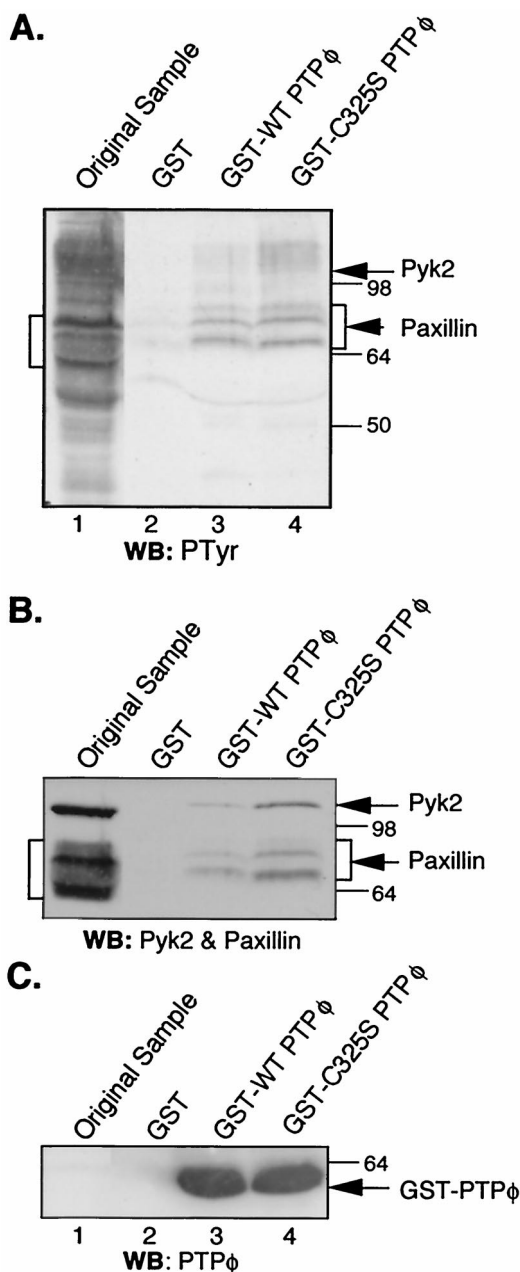 A.
Original Sample
GST
GST-WT PTPϕ
GST-C325S PTPϕ
Pyk2
98
Paxillin
64
50
1 2 3 4
WB: PTyr
B.
Original Sample
GST
GST-WT PTPϕ
GST-C325S PTPϕ
Pyk2
98
Paxillin
64
WB: Pyk2 & Paxillin
C.
Original Sample
GST
GST-WT PTPϕ
GST-C325S PTPϕ
64
GST-PTPϕ
1 2 3 4
WB: PTPϕ